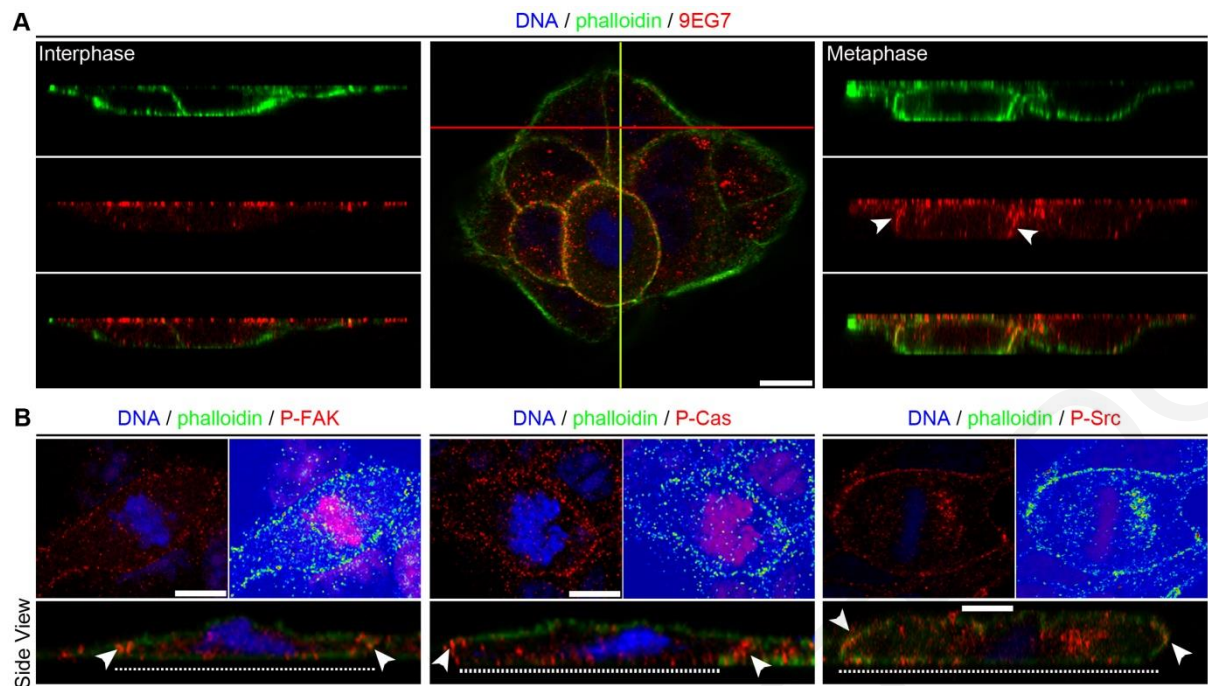 A
DNA / phalloidin / 9EG7
Interphase
Metaphase
B
DNA / phalloidin / P-FAK
DNA / phalloidin / P-Cas
DNA / phalloidin / P-Src
Side View